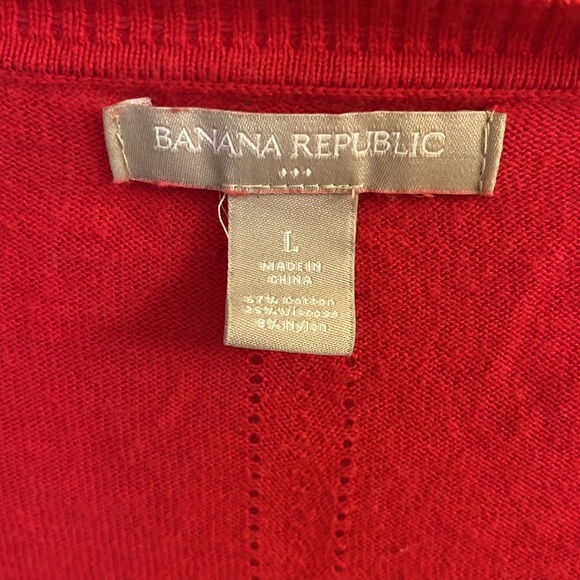 BANANA REPUBLIC
L
MADE IN
CHINA
67% Cotton
25% Viscose
8% Nylon